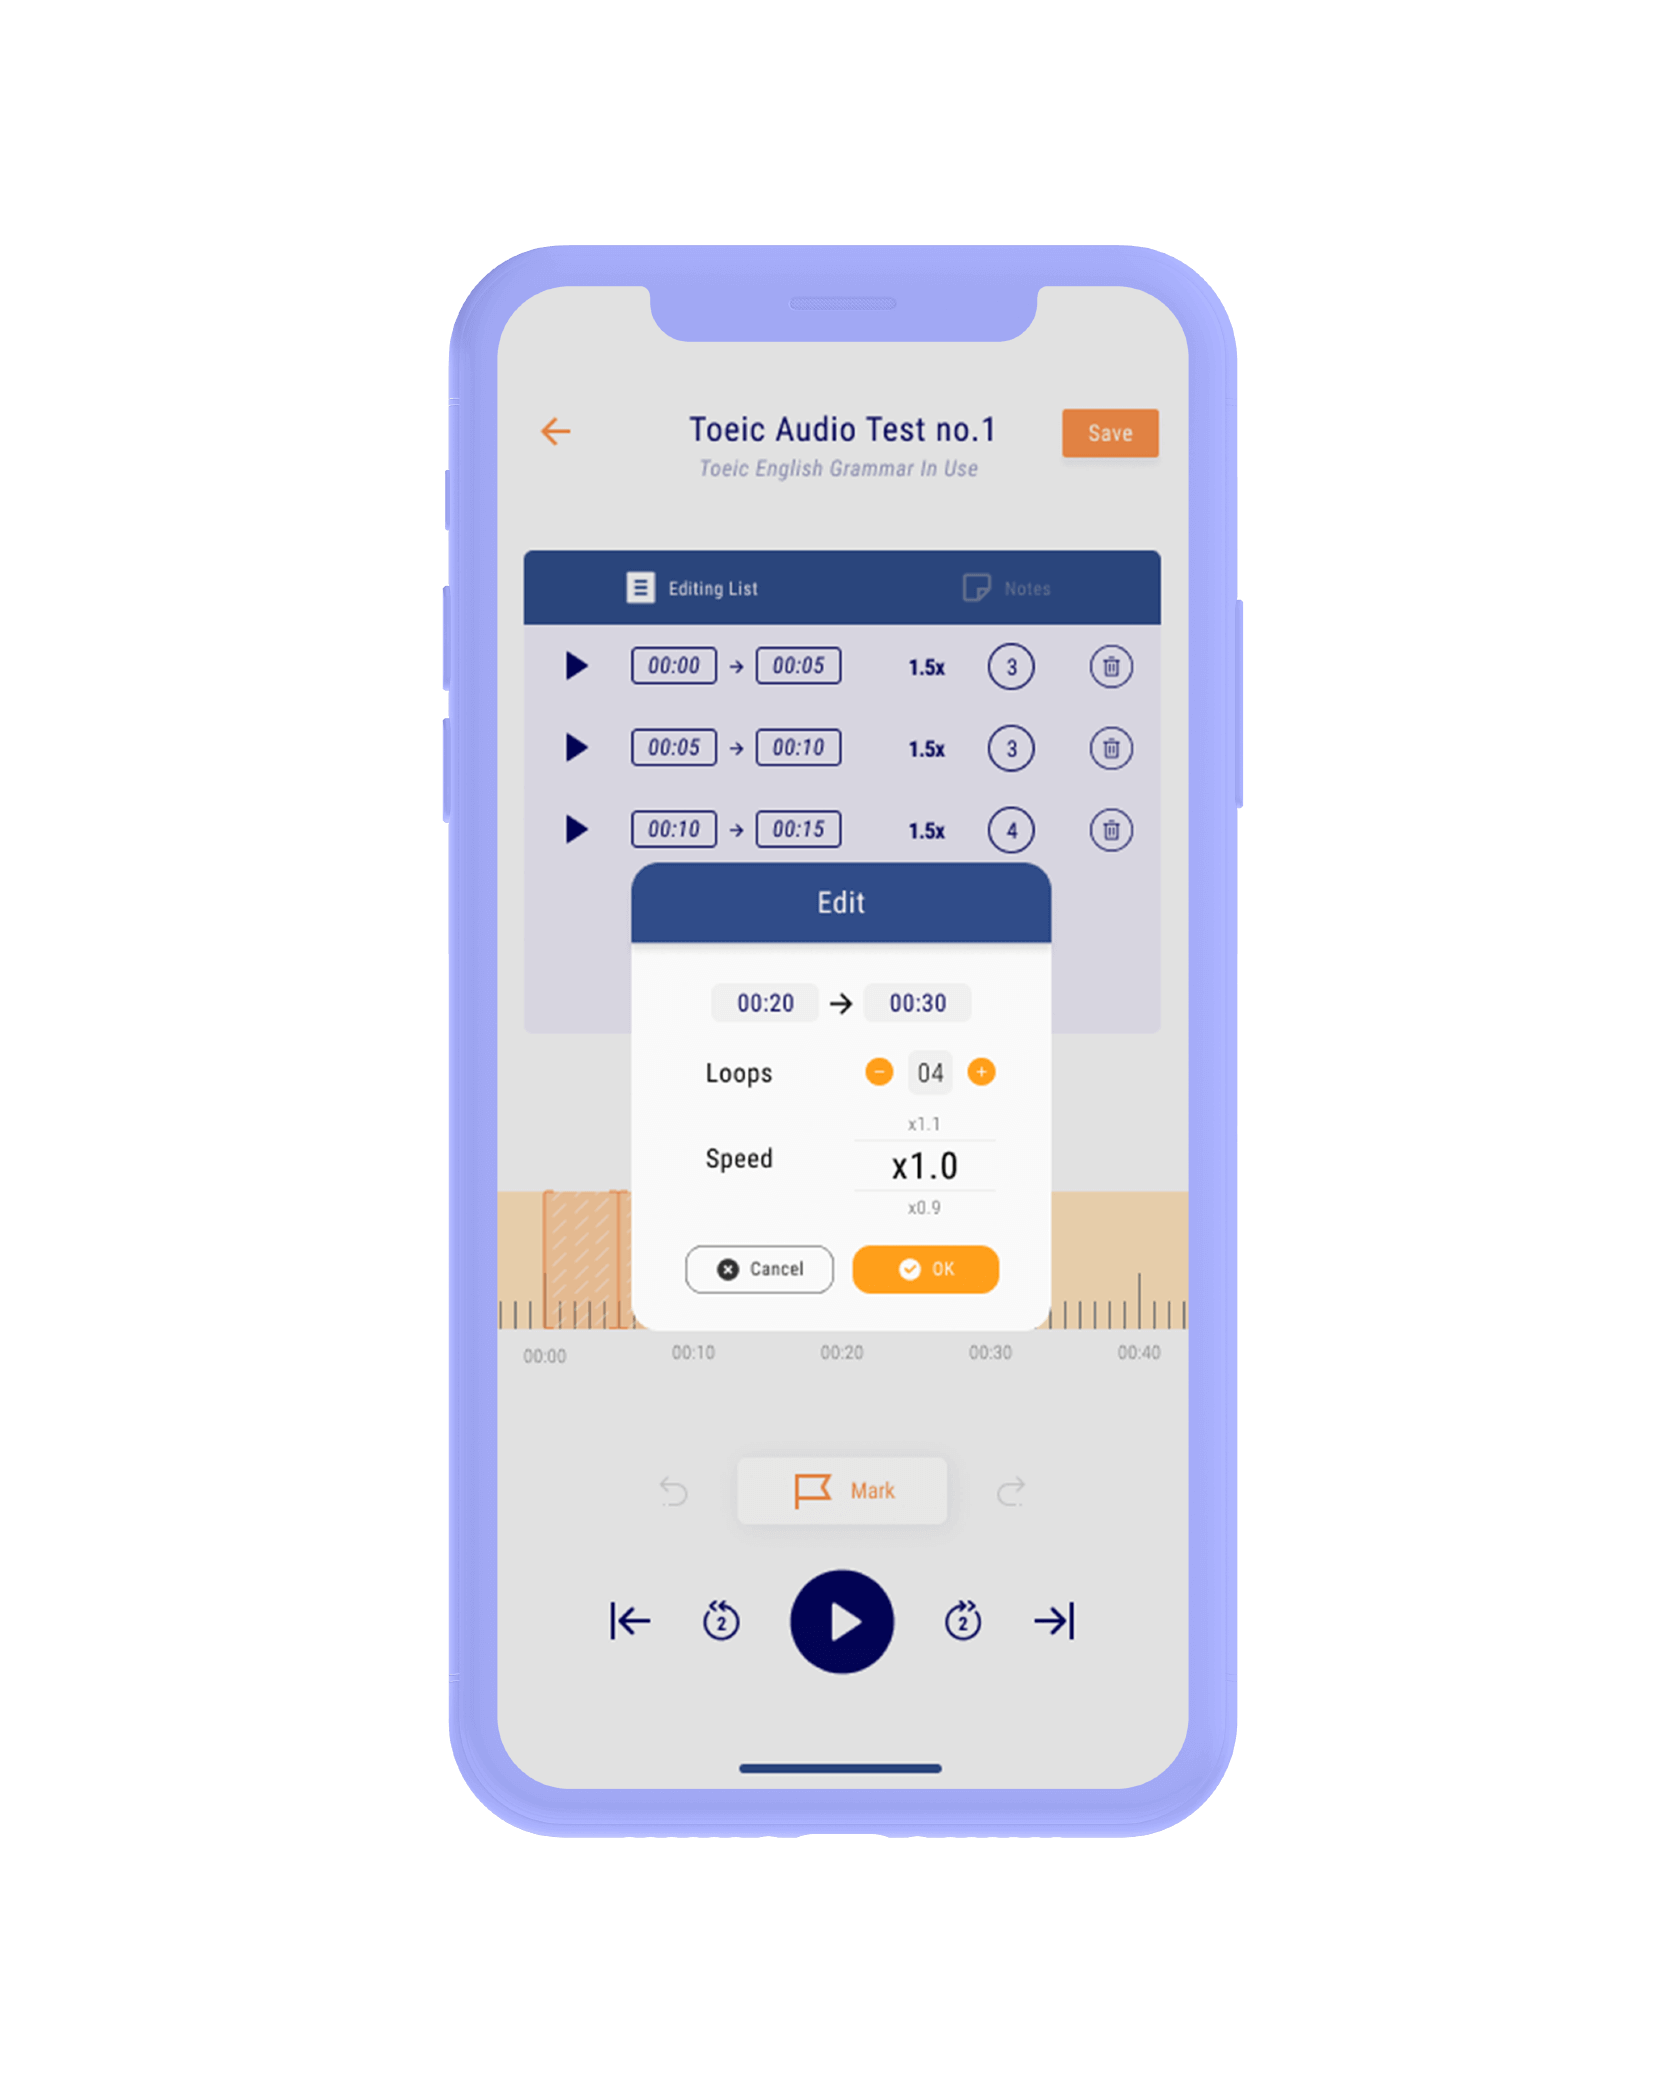 Toeic Audio Test no.1
Save
Toeic English Grammar In Use
Editing List Notes
00:00 → 00:05 1.5x 3
00:05 → 00:10 1.5x 3
00:10 → 00:15 1.5x 4
Edit
00:20 → 00:30
Loops − 04 +
x1.1
Speed x1.0
x0.9
Cancel OK
00:00 00:10 00:20 00:30 00:40
Mark
2 2